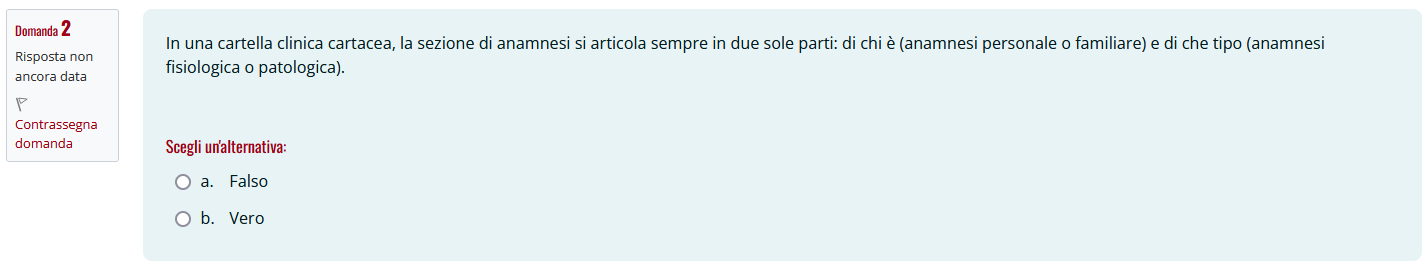 Domanda 2
Risposta non
ancora data
Contrassegna
domanda
In una cartella clinica cartacea, la sezione di anamnesi si articola sempre in due sole parti: di chi è (anamnesi personale o familiare) e di che tipo (anamnesi
fisiologica o patologica).
Scegli un'alternativa:
a. Falso
b. Vero